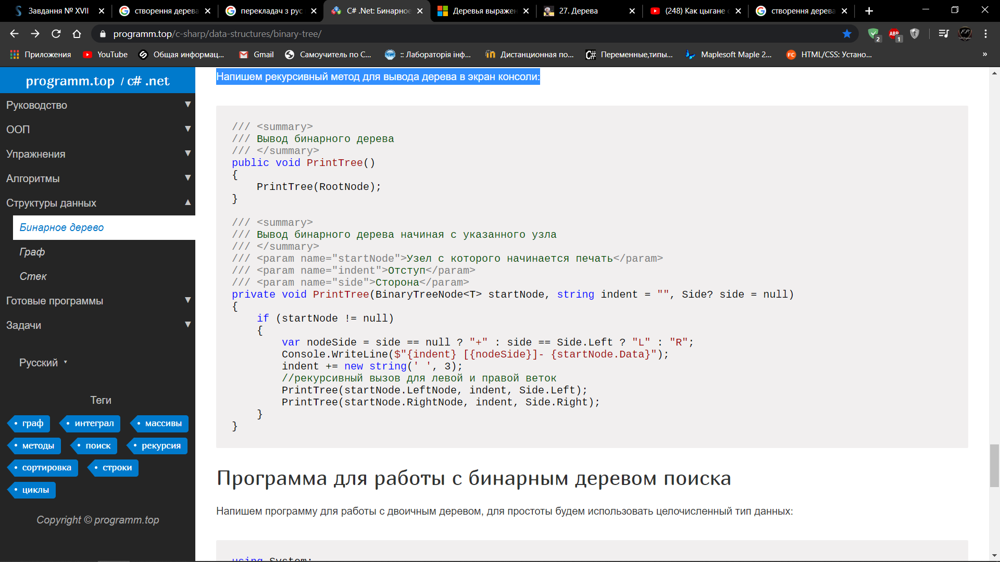 Завдання № XVII
створення дерева
перекладач з рус
C# .Net: Бинарное
Деревья выражен
27. Дерева
(248) Как цыгане
створення дерева
programm.top/c-sharp/data-structures/binary-tree/
2
ABP
1
F.P.
Приложения
YouTube
Общая информац...
Gmail
Самоучитель по С...
:: Лабораторія інф...
Дистанционная по...
C#
Переменные,типы...
Maplesoft Maple 2...
FC
HTML/CSS: Устано...
»
programm.top / c# .net
Руководство
ООП
Упражнения
Алгоритмы
Структуры данных
Бинарное дерево
Граф
Стек
Готовые программы
Задачи
Русский
Теги
граф
интеграл
массивы
методы
поиск
рекурсия
сортировка
строки
циклы
Copyright © programm.top
Напишем рекурсивный метод для вывода дерева в экран консоли:
/// <summary>
/// Вывод бинарного дерева
/// </summary>
public void PrintTree()
{
    PrintTree(RootNode);
}
/// <summary>
/// Вывод бинарного дерева начиная с указанного узла
/// </summary>
/// <param name="startNode">Узел с которого начинается печать</param>
/// <param name="indent">Отступ</param>
/// <param name="side">Сторона</param>
private void PrintTree(BinaryTreeNode<T> startNode, string indent = "", Side? side = null)
{
    if (startNode != null)
    {
        var nodeSide = side == null ? "+" : side == Side.Left ? "L" : "R";
        Console.WriteLine($"{indent} [{nodeSide}]- {startNode.Data}");
        indent += new string(' ', 3);
        //рекурсивный вызов для левой и правой веток
        PrintTree(startNode.LeftNode, indent, Side.Left);
        PrintTree(startNode.RightNode, indent, Side.Right);
    }
}
Программа для работы с бинарным деревом поиска
Напишем программу для работы с двоичным деревом, для простоты будем использовать целочисленный тип данных:
using System;